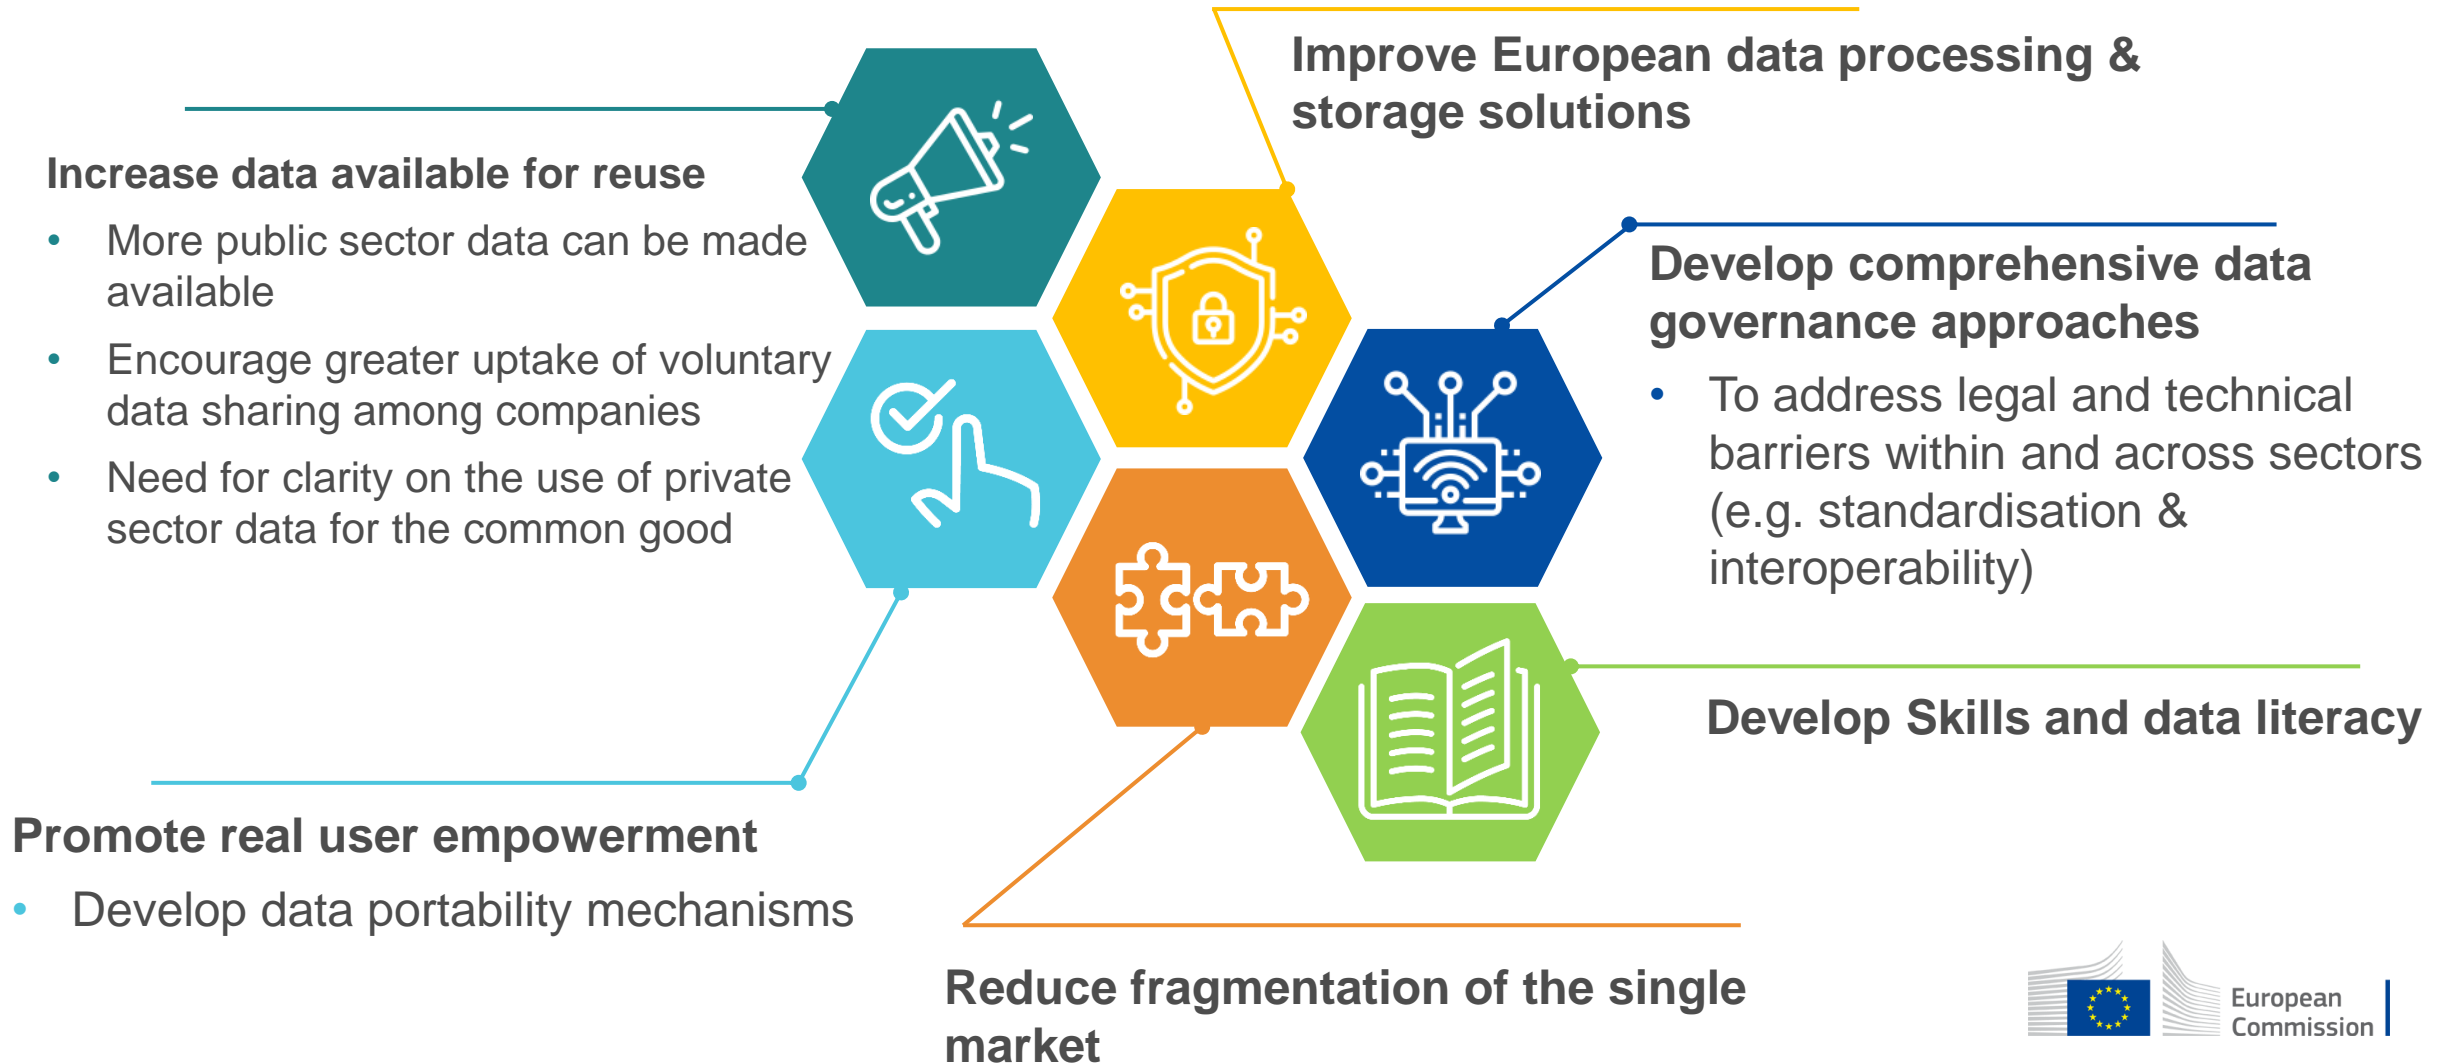 Improve European data processing &
storage solutions
Increase data available for reuse
• More public sector data can be made
available
• Encourage greater uptake of voluntary
data sharing among companies
• Need for clarity on the use of private
sector data for the common good
Develop comprehensive data
governance approaches
• To address legal and technical
barriers within and across sectors
(e.g. standardisation &
interoperability)
Develop Skills and data literacy
Promote real user empowerment
• Develop data portability mechanisms
Reduce fragmentation of the single
market
European
Commission